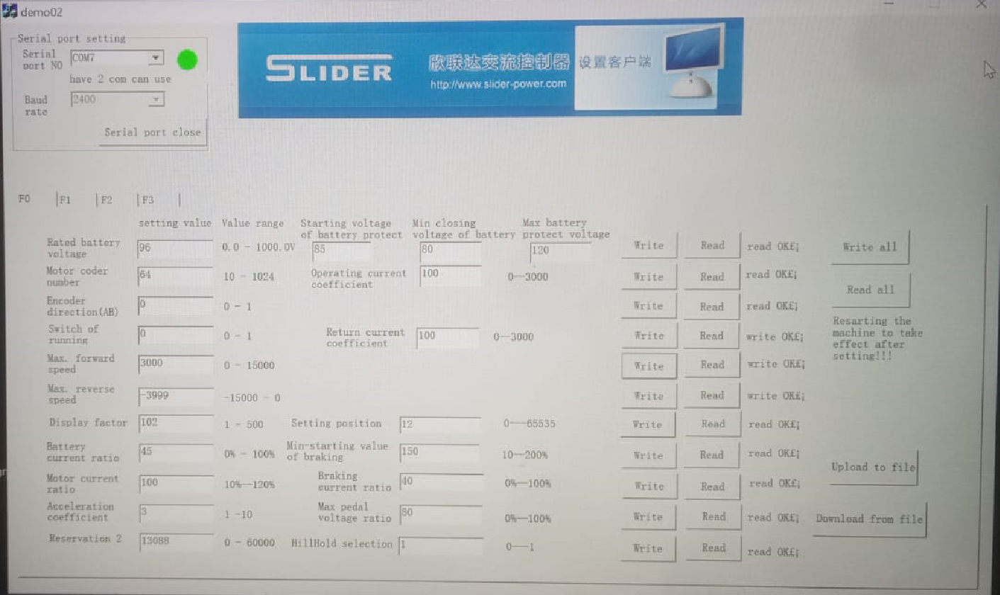 demo02
Serial port setting
Serial port NO COM7
have 2 com can use
Baud rate 2400
Serial port close
SLIDER
欣联达交流控制器 设置客户端
http://www.slider-power.com
F0 F1 F2 F3
setting value Value range Starting voltage of battery protect Min closing voltage of battery Max battery protect voltage
Rated battery voltage 96 0.0 - 1000.0V 85 80 120 Write Read read OK£¡ Write all
Motor coder number 64 10 - 1024 Operating current coefficient 100 0--3000 Write Read read OK£¡
Read all
Encoder direction(AB) 0 0 - 1 Write Read read OK£¡
Resarting the machine to take effect after setting!!!
Switch of running 0 0 - 1 Return current coefficient 100 0--3000 Write Read write OK£¡
Max. forward speed 3000 0 - 15000 Write Read write OK£¡
Max. reverse speed -3999 -15000 - 0 Write Read write OK£¡
Display factor 102 1 - 500 Setting position 12 0---65535 Write Read read OK£¡
Battery current ratio 45 0% - 100% Min-starting value of braking 150 10--200% Write Read read OK£¡
Upload to file
Motor current ratio 100 10%--120% Braking current ratio 40 0%--100% Write Read read OK£¡
Acceleration coefficient 3 1 -10 Max pedal voltage ratio 80 0%--100% Write Read read OK£¡
Download from file
Reservation 2 13088 0 - 60000 HillHold selection 1 0---1 Write Read read OK£¡